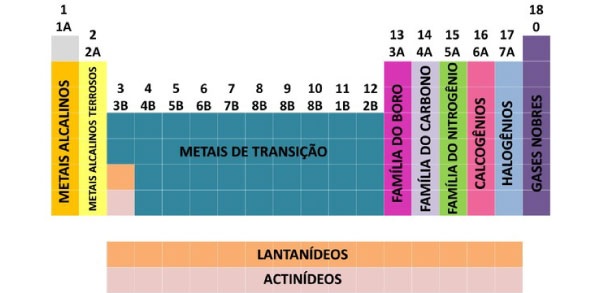 1
1A
2
2A
3 4 5 6 7 8 9 10 11 12
3B 4B 5B 6B 7B 8B 8B 8B 1B 2B
13 14 15 16 17
3A 4A 5A 6A 7A
18
0
METAIS ALCALINOS
METAIS ALCALINOS TERROSOS
METAIS DE TRANSIÇÃO
FAMÍLIA DO BORO
FAMÍLIA DO CARBONO
FAMÍLIA DO NITROGÊNIO
CALCOGÊNIOS
HALOGÊNIOS
GASES NOBRES
LANTANÍDEOS
ACTINÍDEOS